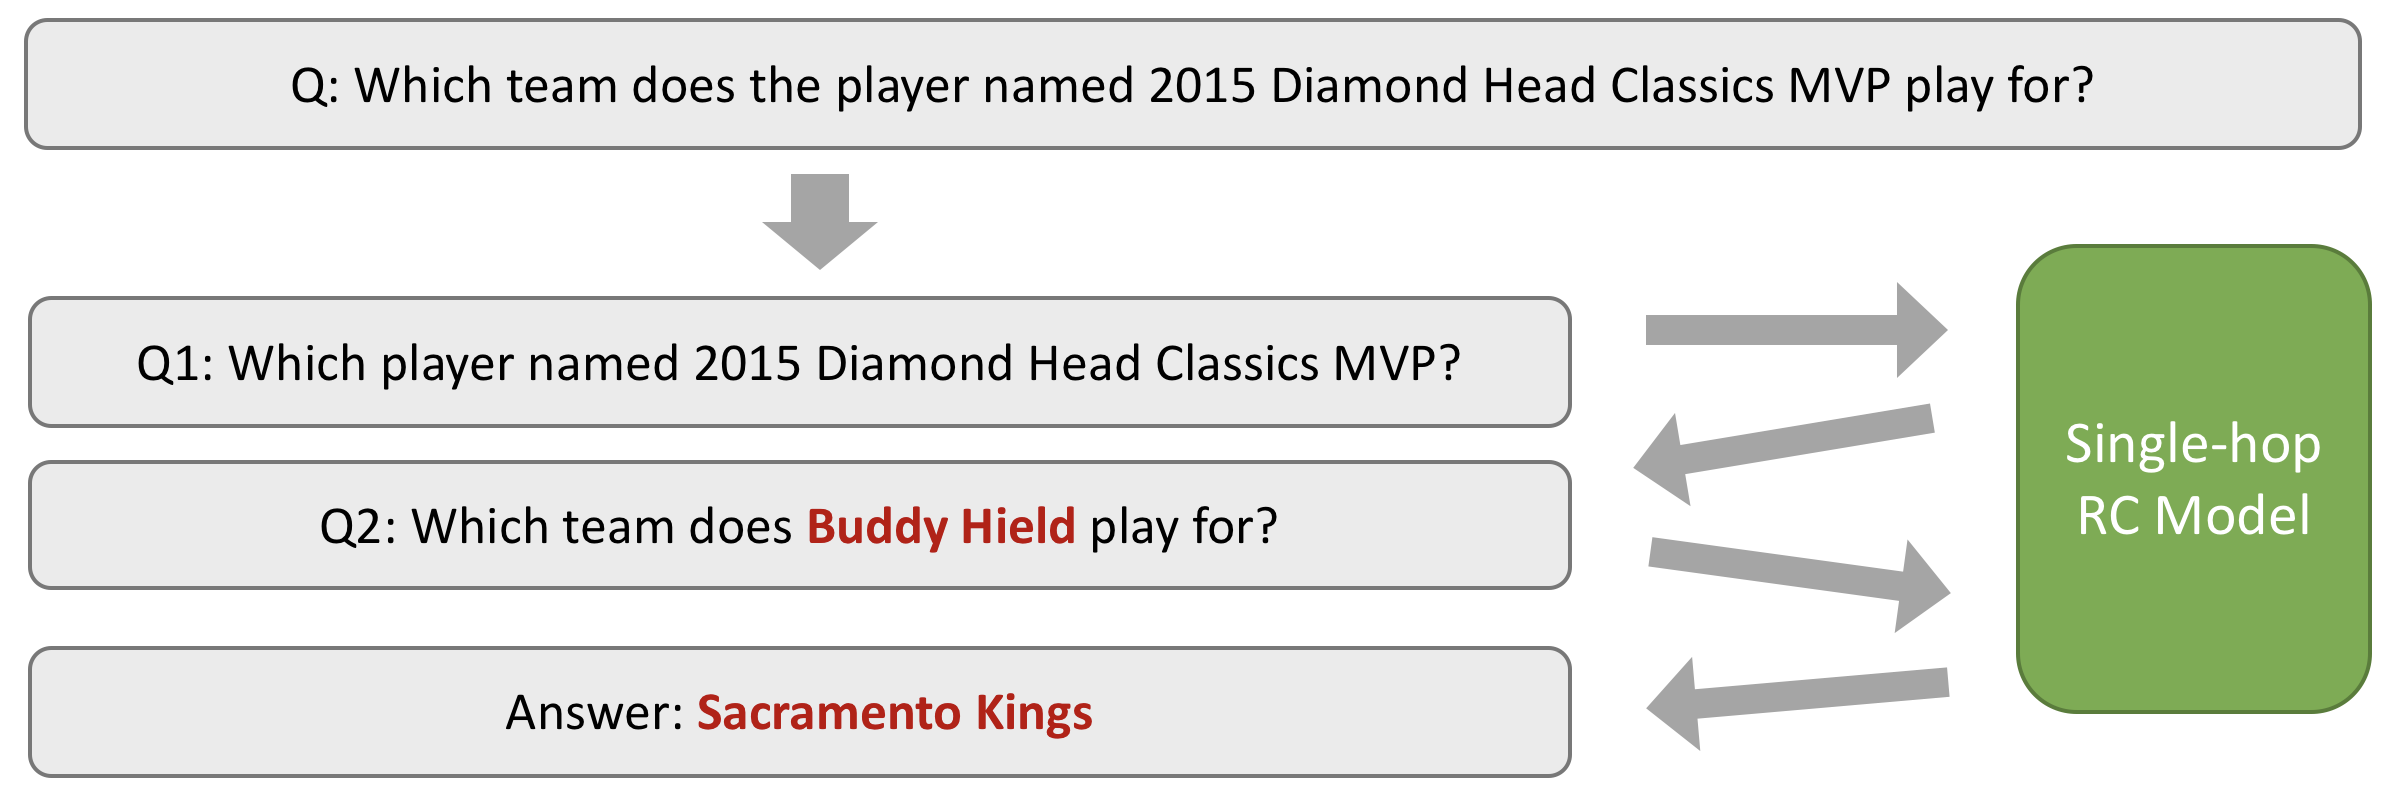 Q: Which team does the player named 2015 Diamond Head Classics MVP play for?
Q1: Which player named 2015 Diamond Head Classics MVP?
Q2: Which team does Buddy Hield play for?
Answer: Sacramento Kings
Single-hop
RC Model